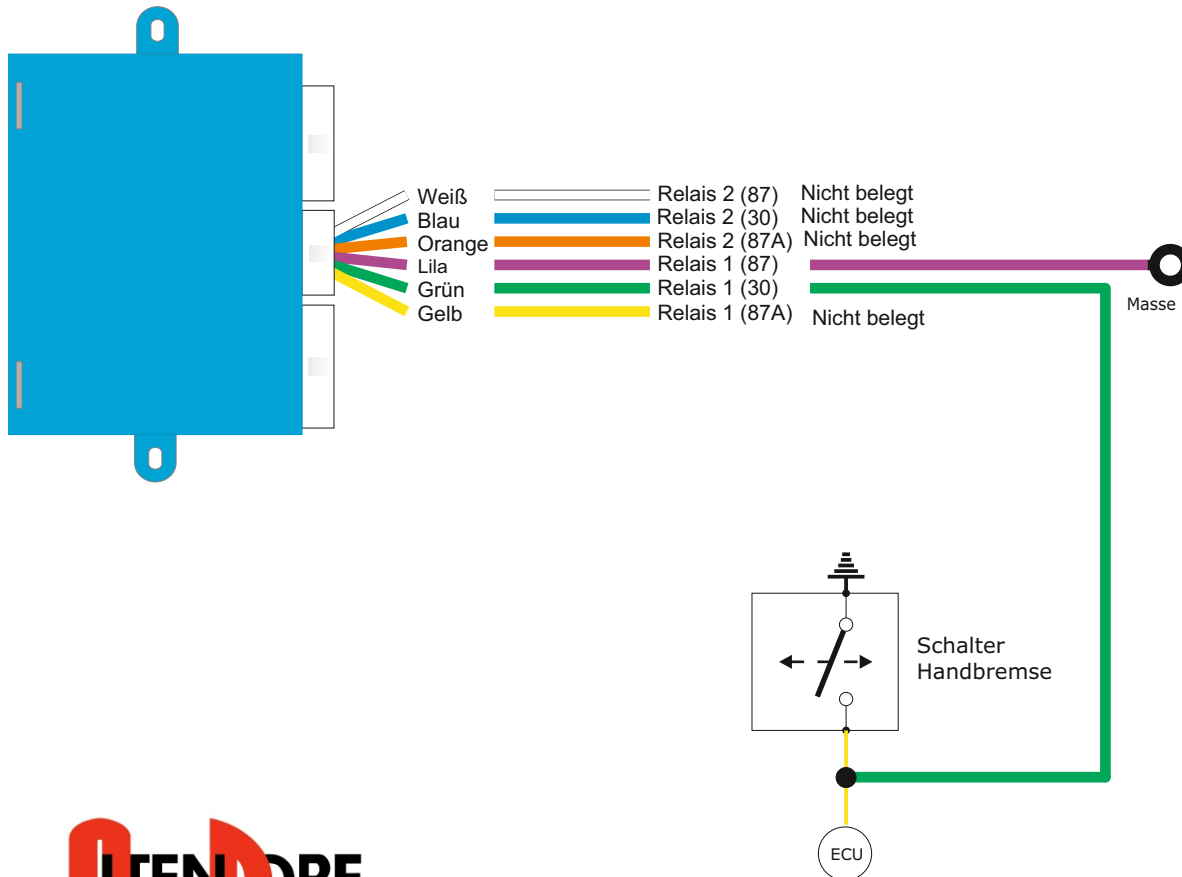 Weiß Relais 2 (87) Nicht belegt
Blau Relais 2 (30) Nicht belegt
Orange Relais 2 (87A) Nicht belegt
Lila Relais 1 (87)
Grün Relais 1 (30)
Gelb Relais 1 (87A) Nicht belegt
Masse
Schalter
Handbremse
ECU